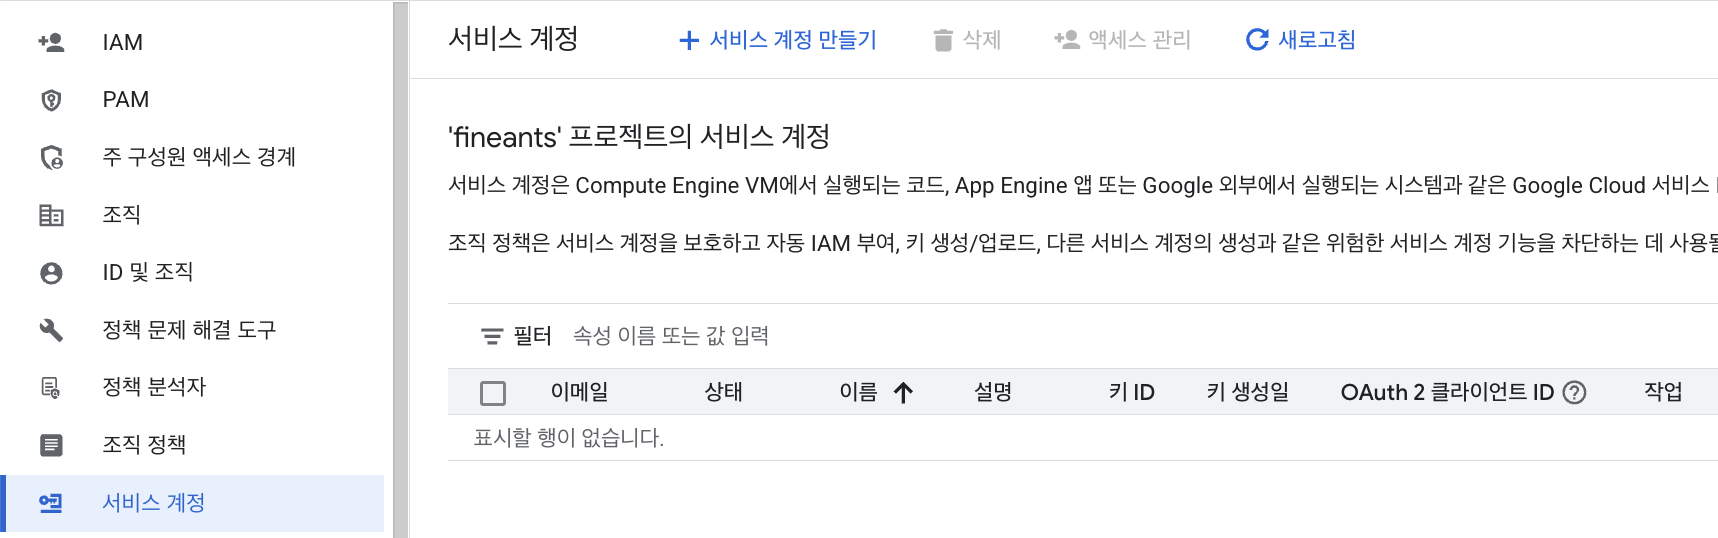 IAM
PAM
주 구성원 액세스 경계
조직
ID 및 조직
정책 문제 해결 도구
정책 분석자
조직 정책
서비스 계정
서비스 계정 서비스 계정 만들기 삭제 액세스 관리 새로고침
'fineants' 프로젝트의 서비스 계정
서비스 계정은 Compute Engine VM에서 실행되는 코드, App Engine 앱 또는 Google 외부에서 실행되는 시스템과 같은 Google Cloud 서비스
조직 정책은 서비스 계정을 보호하고 자동 IAM 부여, 키 생성/업로드, 다른 서비스 계정의 생성과 같은 위험한 서비스 계정 기능을 차단하는 데
필터 속성 이름 또는 값 입력
이메일 상태 이름 설명 키 ID 키 생성일 OAuth 2 클라이언트 ID 작업
표시할 행이 없습니다.